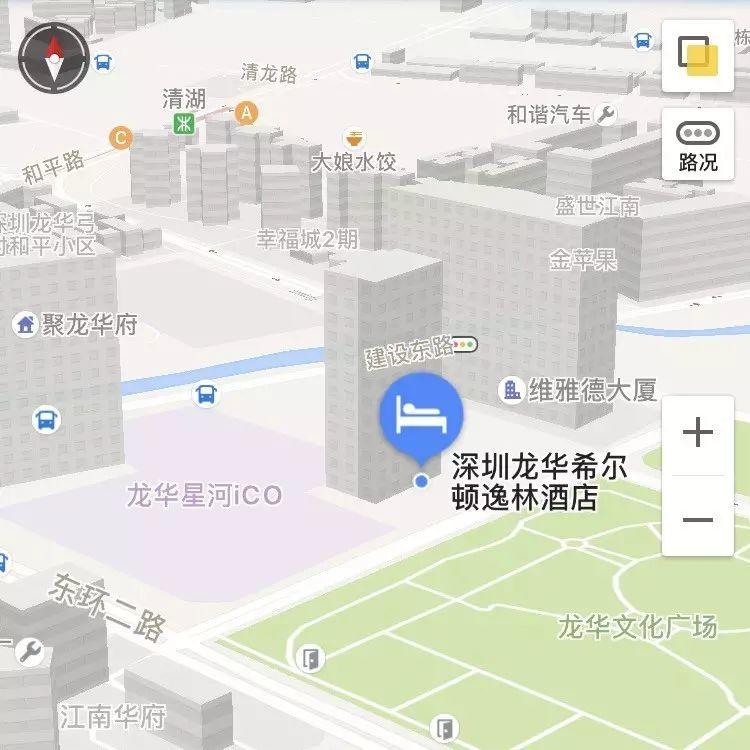 栋
清龙路
清湖
A
C
和谐汽车
路况
大娘水饺
和平路
盛世江南
深圳龙华弓
村和平小区
幸福城2期
金苹果
聚龙华府
建设东路
维雅德大厦
深圳龙华希尔
顿逸林酒店
龙华星河iCO
东环二路
龙华文化广场
江南华府